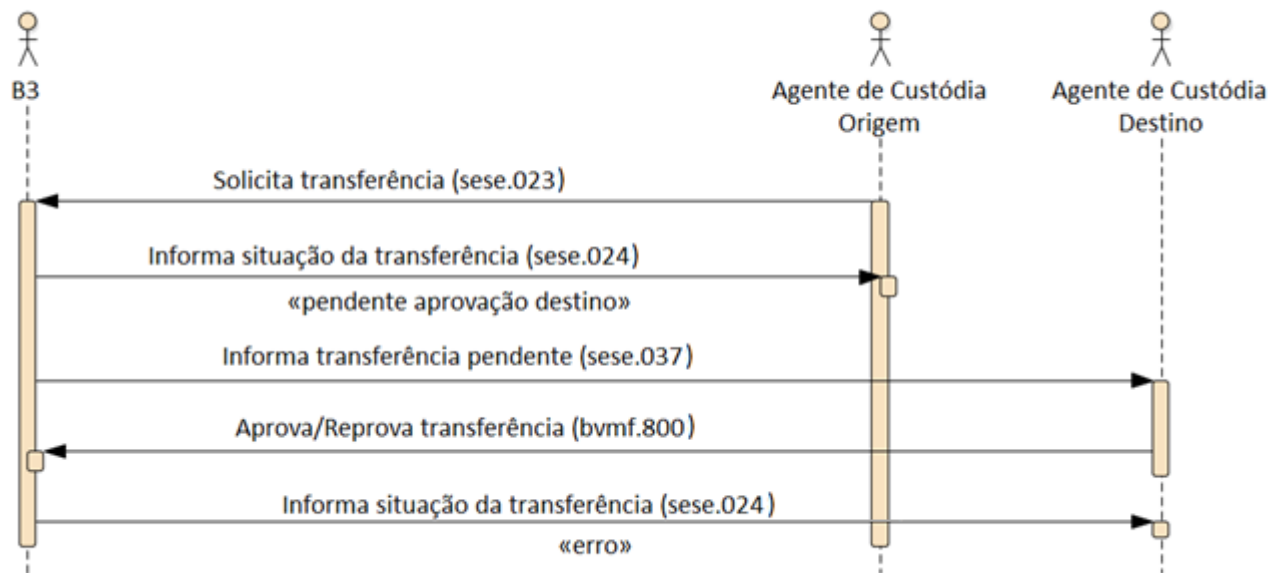 B3
Agente de Custódia
Origem
Agente de Custódia
Destino
Solicita transferência (sese.023)
Informa situação da transferência (sese.024)
«pendente aprovação destino»
Informa transferência pendente (sese.037)
Aprova/Reprova transferência (bvmf.800)
Informa situação da transferência (sese.024)
«erro»